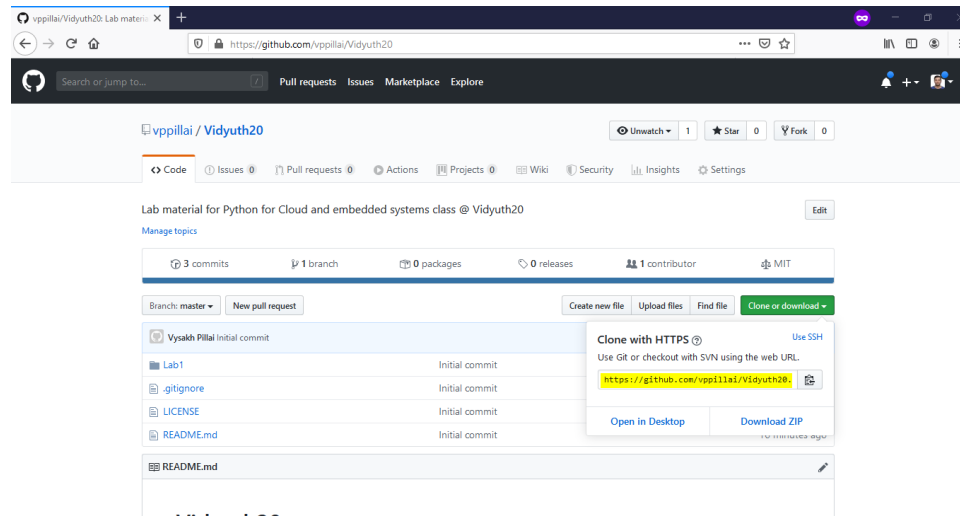 vppillai/Vidyuth20: Lab materi
https://github.com/vppillai/Vidyuth20
Search or jump to... / Pull requests Issues Marketplace Explore
vppillai / Vidyuth20 Unwatch 1 Star 0 Fork 0
Code Issues 0 Pull requests 0 Actions Projects 0 Wiki Security Insights Settings
Lab material for Python for Cloud and embedded systems class @ Vidyuth20 Edit
Manage topics
3 commits 1 branch 0 packages 0 releases 1 contributor MIT
Branch: master New pull request Create new file Upload files Find file Clone or download
Vysakh Pillai Initial commit
Clone with HTTPS Use SSH
Use Git or checkout with SVN using the web URL.
https://github.com/vppillai/Vidyuth20.
Open in Desktop Download ZIP
Lab1 Initial commit
.gitignore Initial commit
LICENSE Initial commit
README.md Initial commit 10 minutes ago
README.md